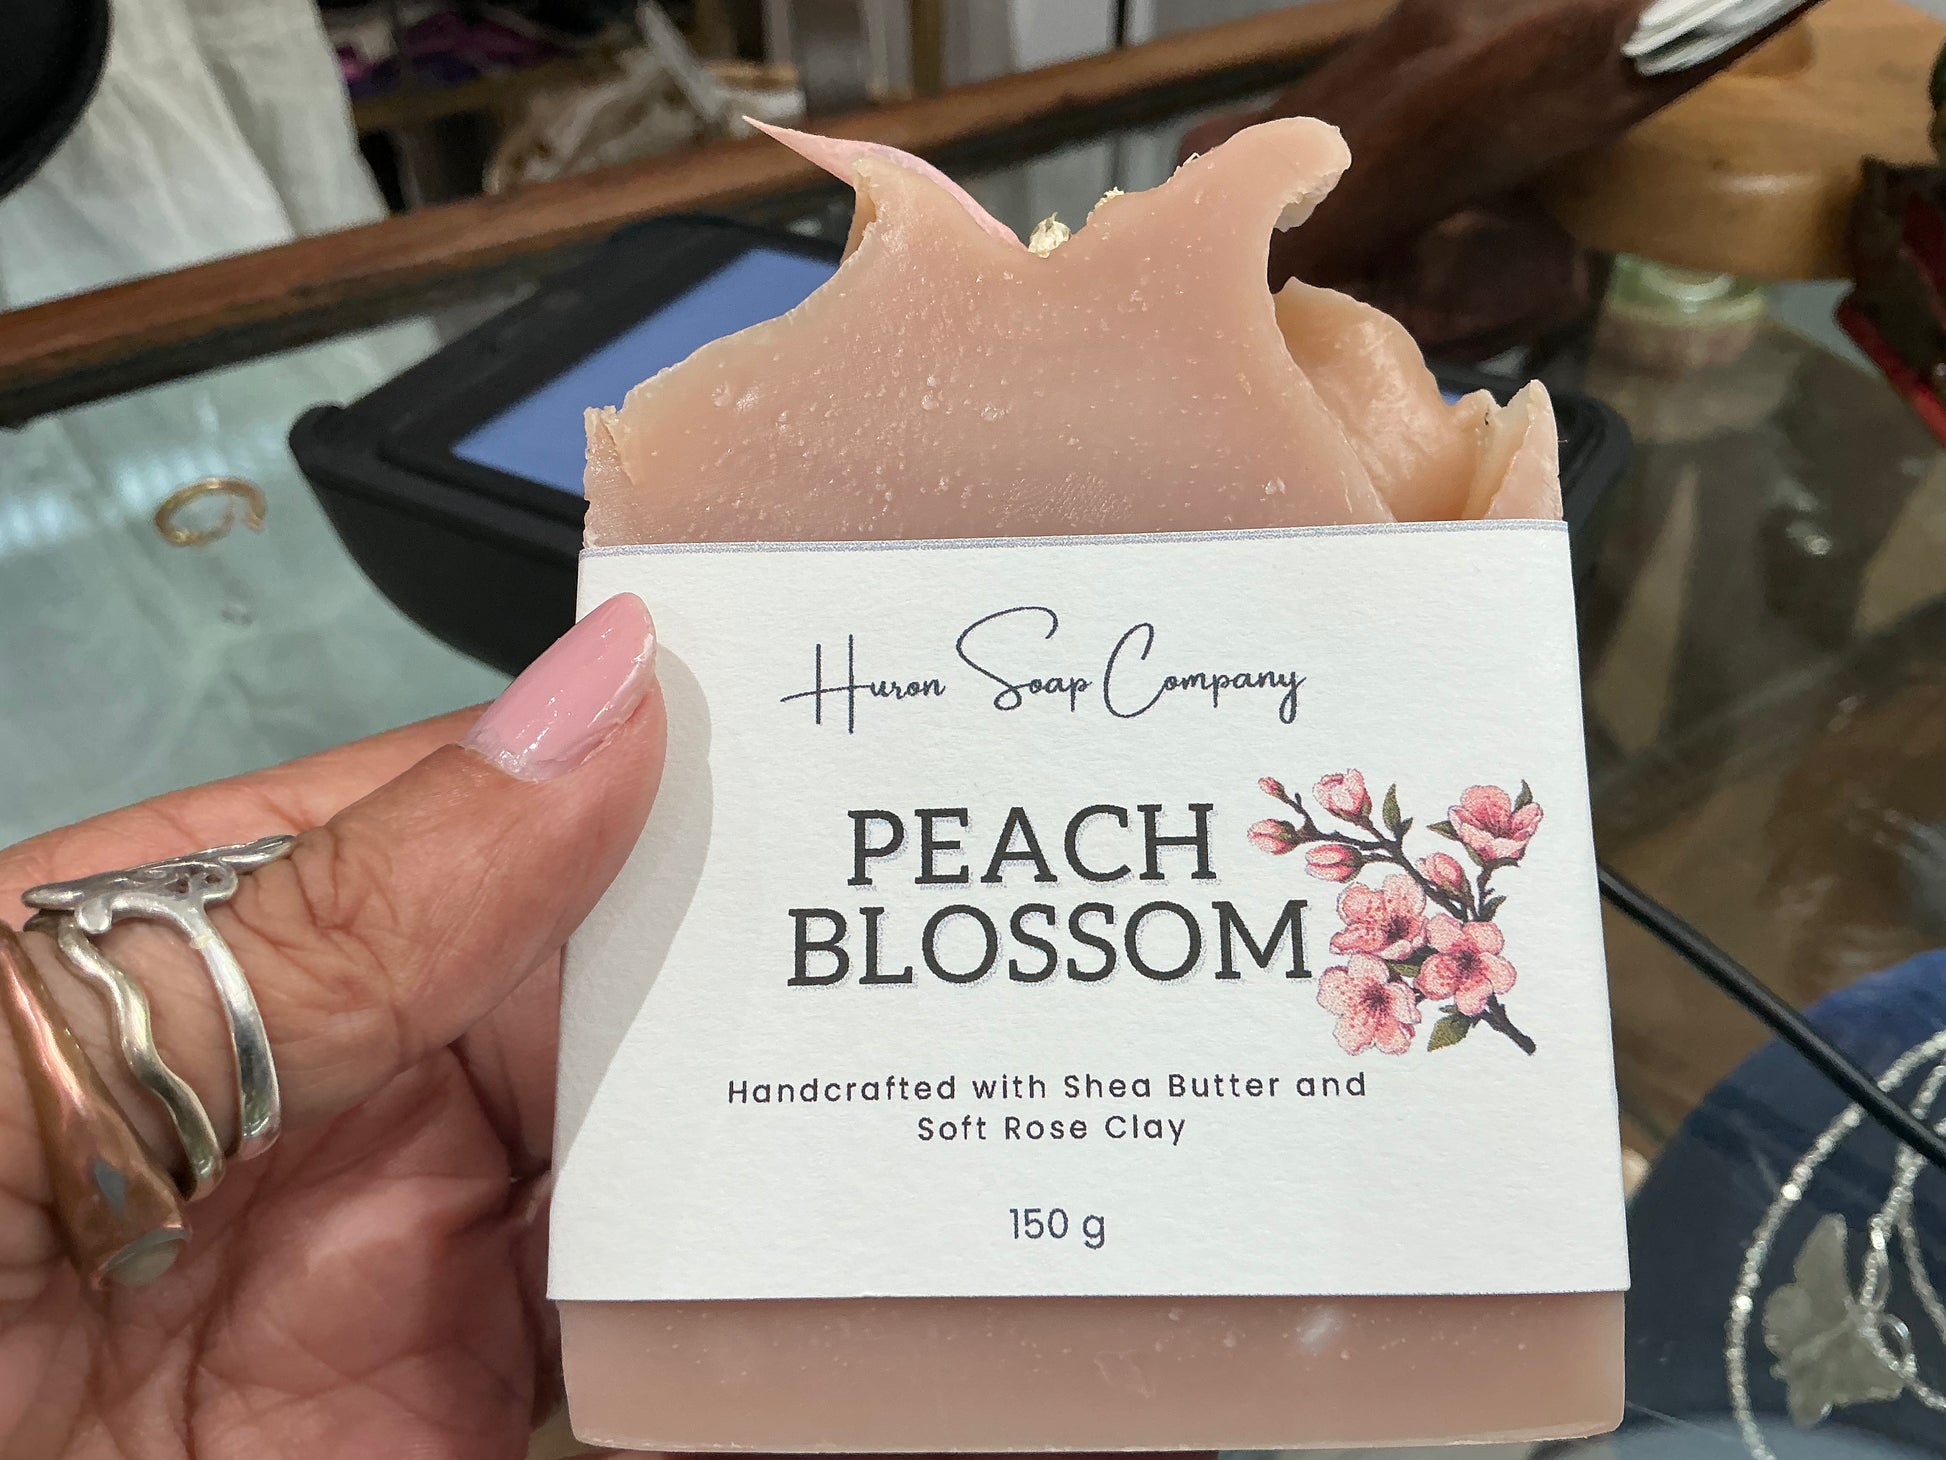 Huron Soap Company
PEACH
BLOSSOM
Handcrafted with Shea Butter and
Soft Rose Clay
150 g